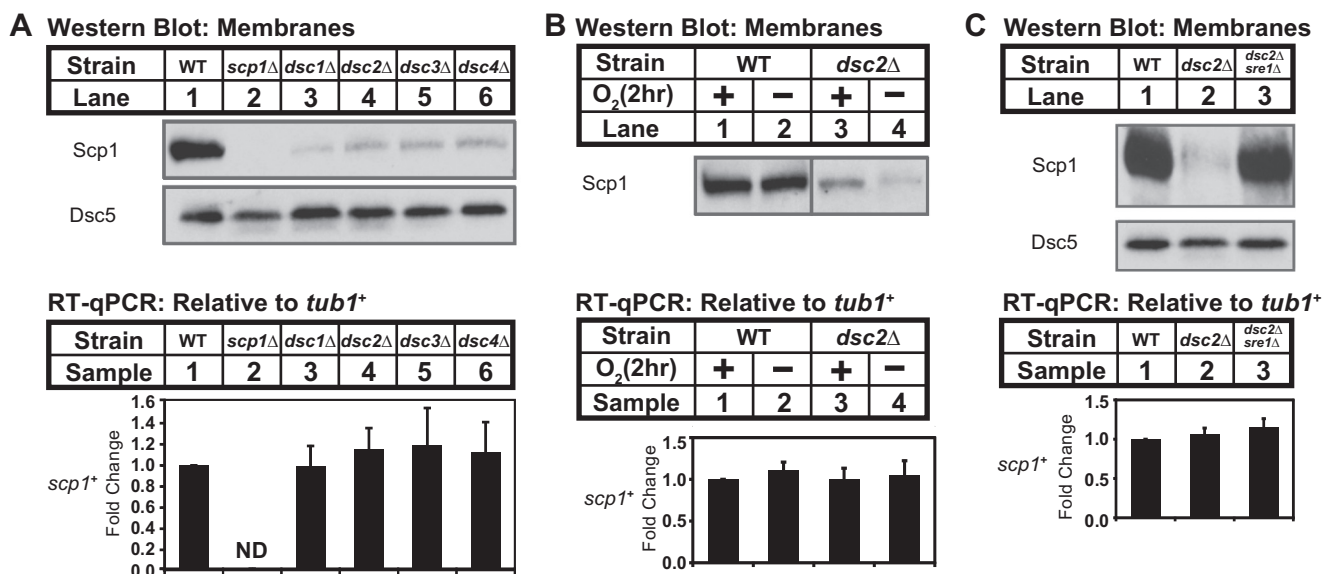 A Western Blot: Membranes
Strain WT scp1Δ dsc1Δ dsc2Δ dsc3Δ dsc4Δ
Lane 1 2 3 4 5 6
Scp1
Dsc5
RT-qPCR: Relative to tub1+
Strain WT scp1Δ dsc1Δ dsc2Δ dsc3Δ dsc4Δ
Sample 1 2 3 4 5 6
scp1+
Fold Change
1.6
1.4
1.2
1.0
0.8
0.6
0.4
0.2
0.0
ND
B Western Blot: Membranes
Strain WT dsc2Δ
O2(2hr) + − + −
Lane 1 2 3 4
Scp1
RT-qPCR: Relative to tub1+
Strain WT dsc2Δ
O2(2hr) + − + −
Sample 1 2 3 4
scp1+
Fold Change
1.5
1.0
0.5
0.0
C Western Blot: Membranes
Strain WT dsc2Δ dsc2Δ sre1Δ
Lane 1 2 3
Scp1
Dsc5
RT-qPCR: Relative to tub1+
Strain WT dsc2Δ dsc2Δ sre1Δ
Sample 1 2 3
scp1+
Fold Change
1.5
1.0
0.5
0.0